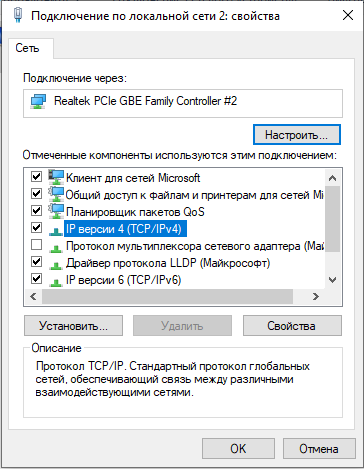 Подключение по локальной сети 2: свойства
Сеть
Подключение через:
Realtek PCIe GBE Family Controller #2
Настроить...
Отмеченные компоненты используются этим подключением:
Клиент для сетей Microsoft
Общий доступ к файлам и принтерам для сетей Mi
Планировщик пакетов QoS
IP версии 4 (TCP/IPv4)
Протокол мультиплексора сетевого адаптера (Май
Драйвер протокола LLDP (Майкрософт)
IP версии 6 (TCP/IPv6)
Установить... Удалить Свойства
Описание
Протокол TCP/IP. Стандартный протокол глобальных
сетей, обеспечивающий связь между различными
взаимодействующими сетями.
OK Отмена